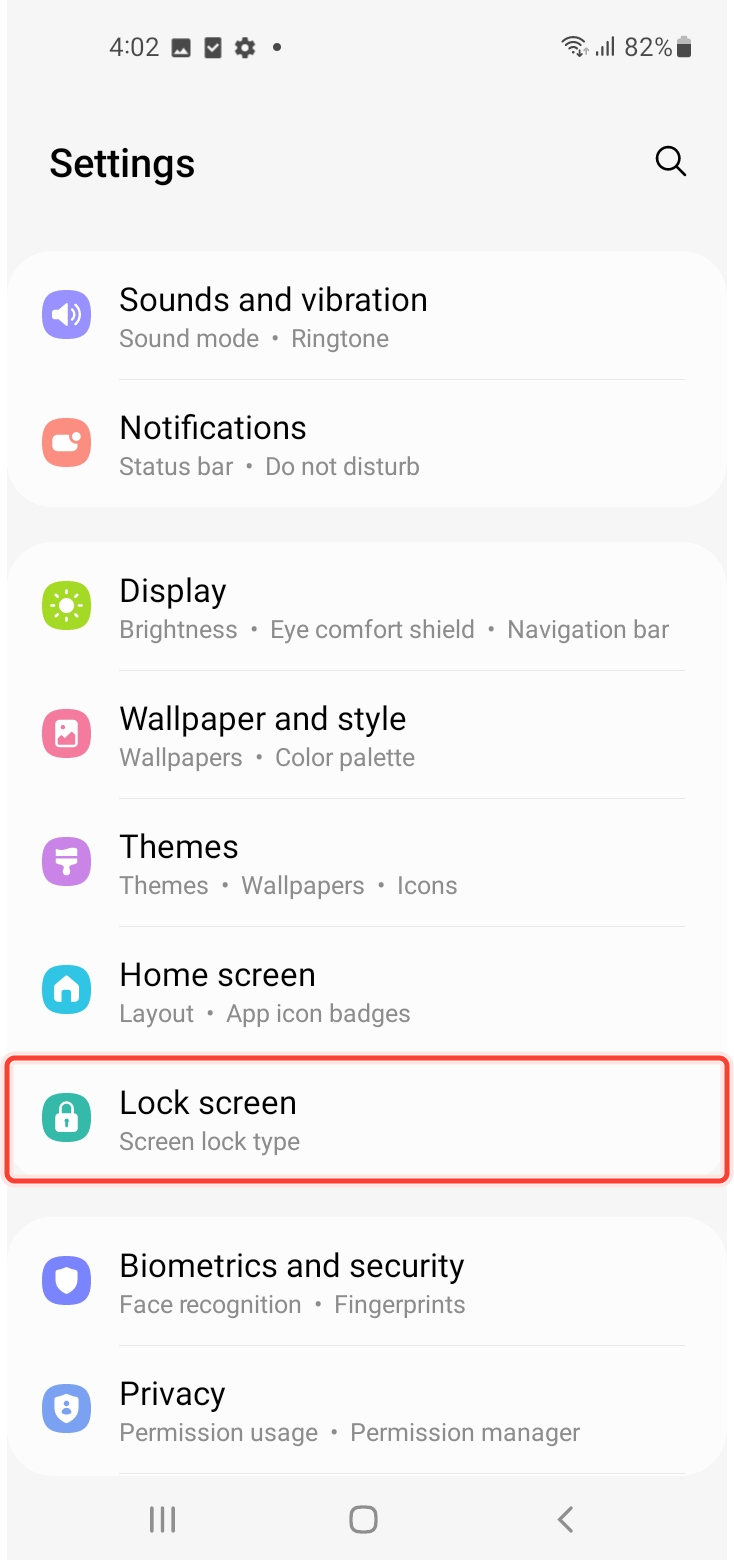 4:02 82%
Settings
Sounds and vibration
Sound mode • Ringtone
Notifications
Status bar • Do not disturb
Display
Brightness • Eye comfort shield • Navigation bar
Wallpaper and style
Wallpapers • Color palette
Themes
Themes • Wallpapers • Icons
Home screen
Layout • App icon badges
Lock screen
Screen lock type
Biometrics and security
Face recognition • Fingerprints
Privacy
Permission usage • Permission manager